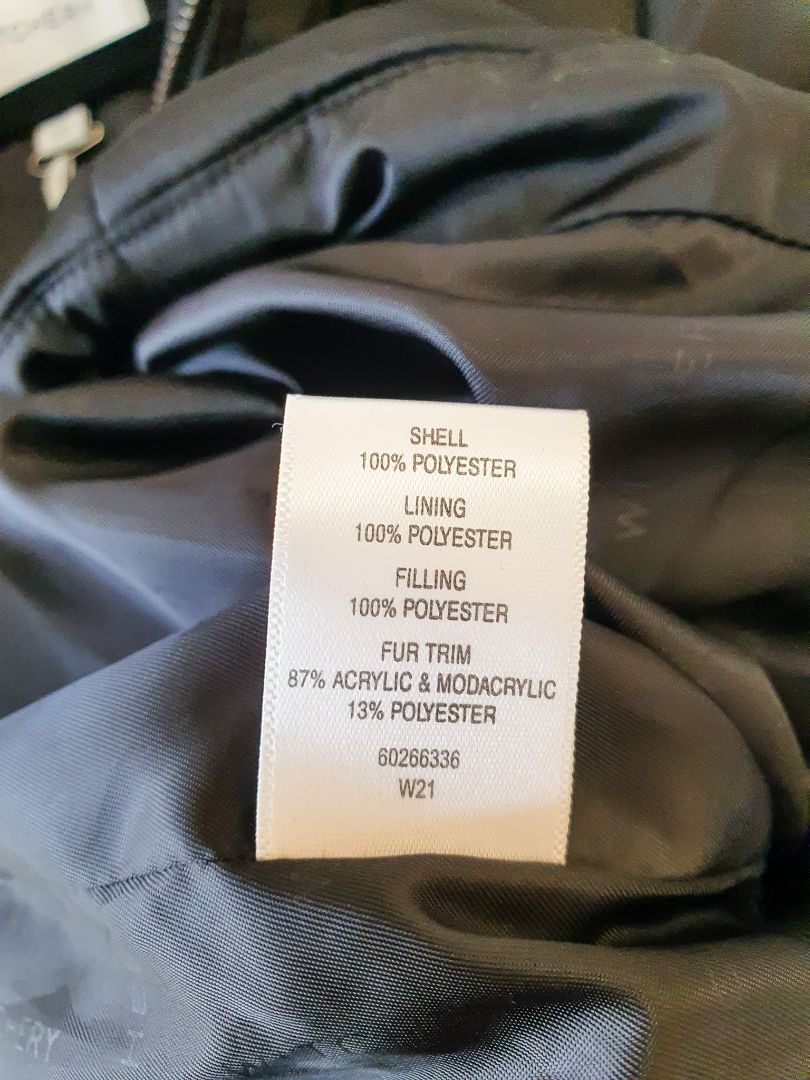 SHELL
100% POLYESTER
LINING
100% POLYESTER
FILLING
100% POLYESTER
FUR TRIM
87% ACRYLIC & MODACRYLIC
13% POLYESTER
60266336
W21